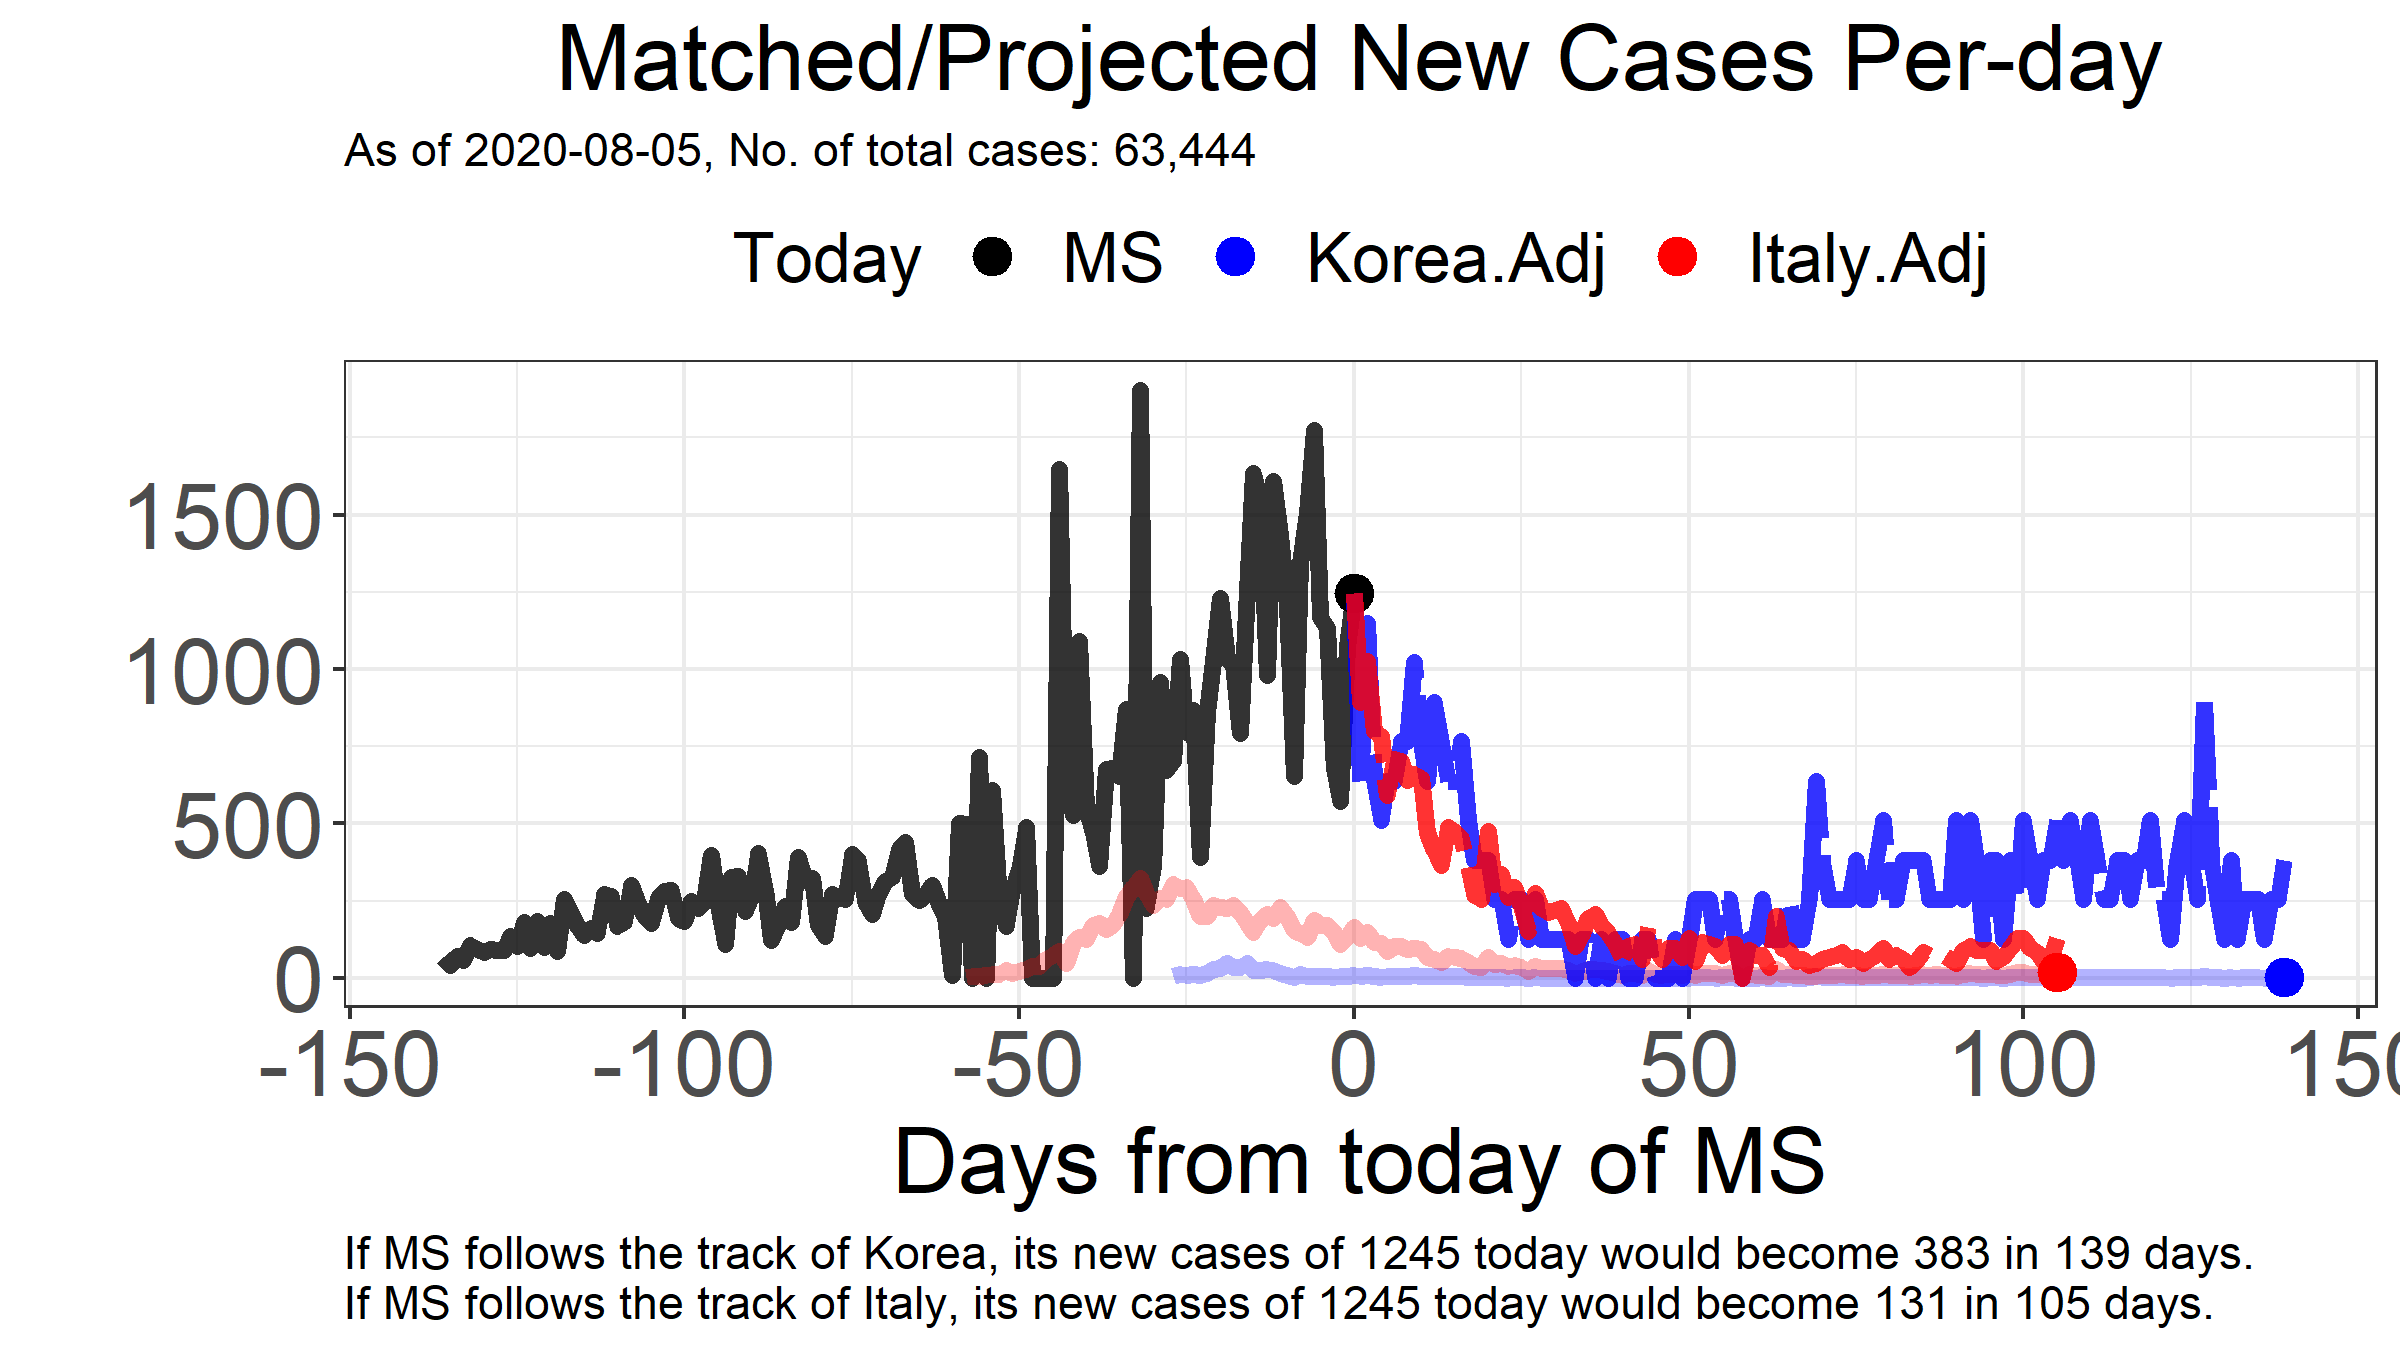 Matched/Projected New Cases Per-day
As of 2020-08-05, No. of total cases: 63,444
Today MS Korea.Adj Italy.Adj
1500
1000
500
0
-150 -100 -50 0 50 100 150
Days from today of MS
If MS follows the track of Korea, its new cases of 1245 today would become 383 in 139 days.
If MS follows the track of Italy, its new cases of 1245 today would become 131 in 105 days.